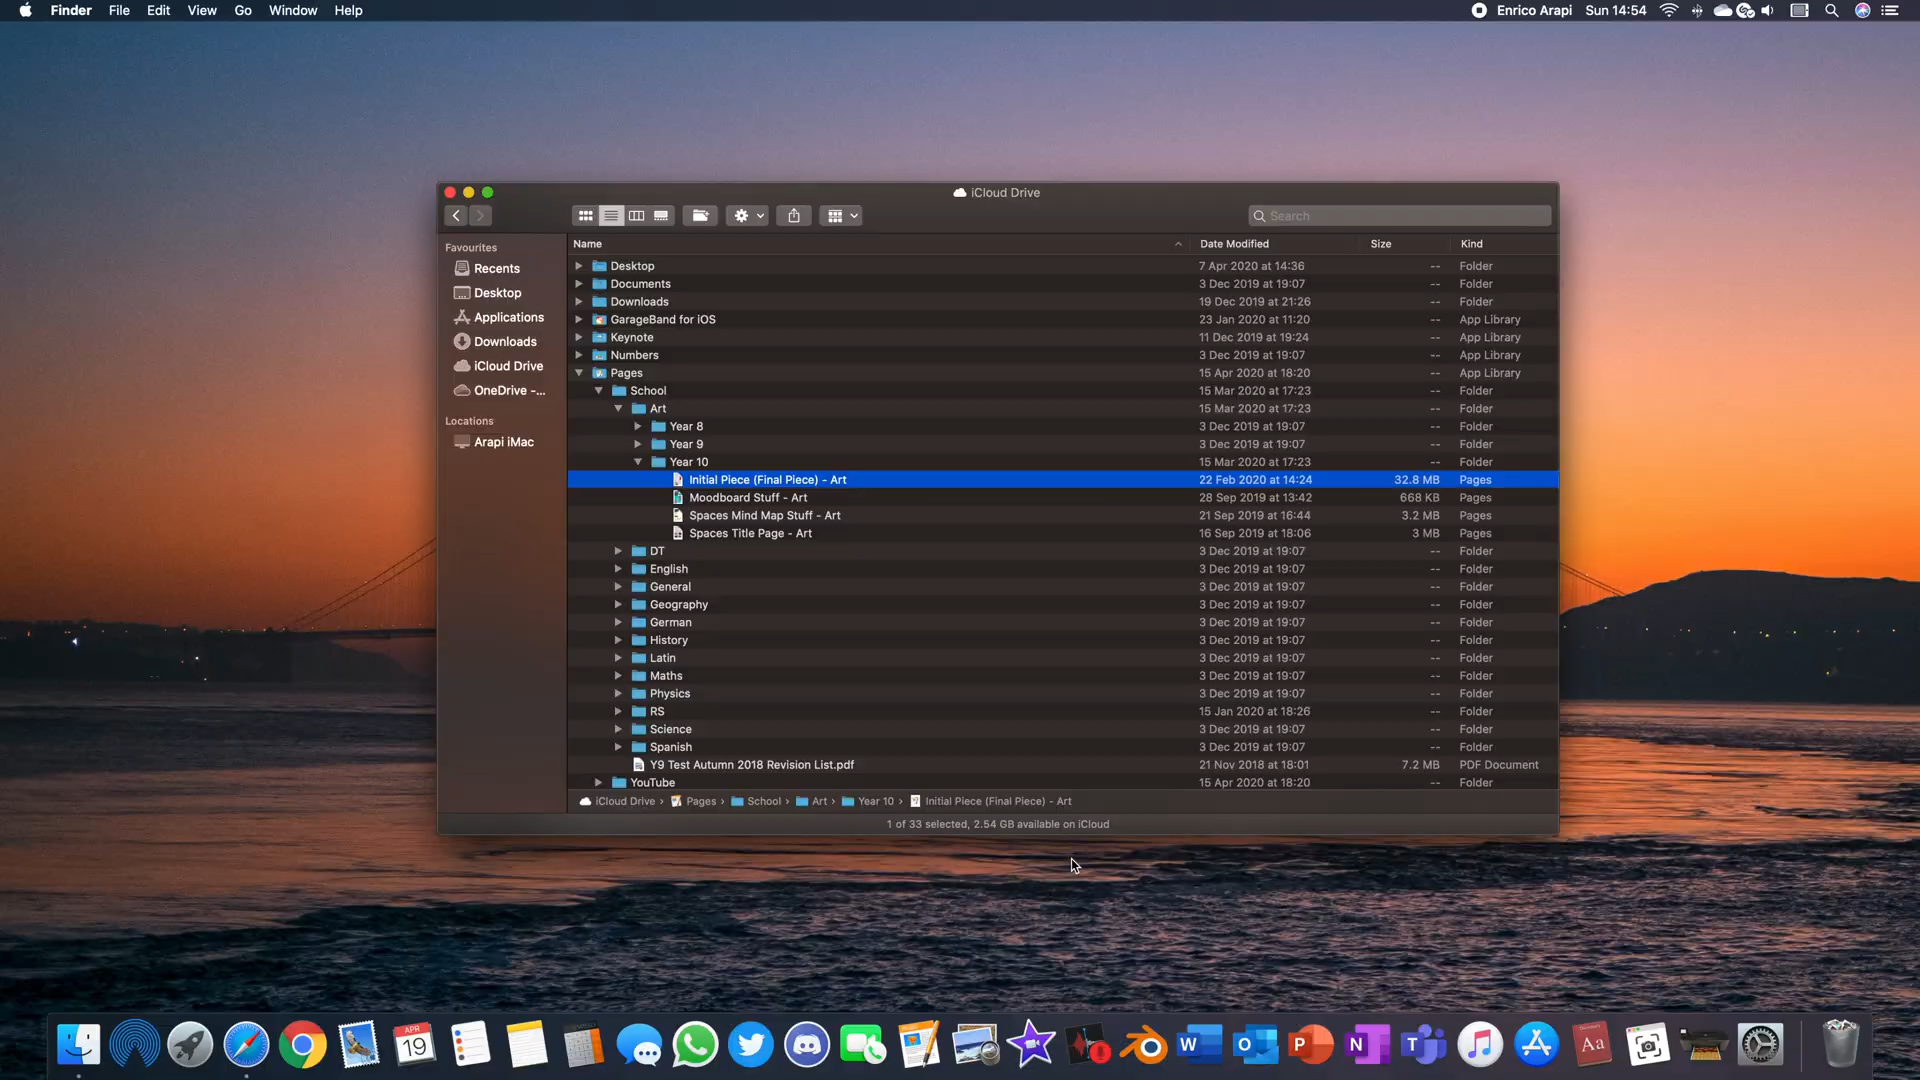 Finder File Edit View Go Window Help Enrico Arapi Sun 14:54
iCloud Drive
Search
Favourites
Recents
Desktop
Applications
Downloads
iCloud Drive
OneDrive -...
Locations
Arapi iMac
Name Date Modified Size Kind
Desktop 7 Apr 2020 at 14:36 -- Folder
Documents 3 Dec 2019 at 19:07 -- Folder
Downloads 19 Dec 2019 at 21:26 -- Folder
GarageBand for iOS 23 Jan 2020 at 11:20 -- App Library
Keynote 11 Dec 2019 at 19:24 -- App Library
Numbers 3 Dec 2019 at 19:07 -- App Library
Pages 15 Apr 2020 at 18:20 -- App Library
School 15 Mar 2020 at 17:23 -- Folder
Art 15 Mar 2020 at 17:23 -- Folder
Year 8 3 Dec 2019 at 19:07 -- Folder
Year 9 3 Dec 2019 at 19:07 -- Folder
Year 10 15 Mar 2020 at 17:23 -- Folder
Initial Piece (Final Piece) - Art 22 Feb 2020 at 14:24 32.8 MB Pages
Moodboard Stuff - Art 28 Sep 2019 at 13:42 668 KB Pages
Spaces Mind Map Stuff - Art 21 Sep 2019 at 16:44 3.2 MB Pages
Spaces Title Page - Art 16 Sep 2019 at 18:06 3 MB Pages
DT 3 Dec 2019 at 19:07 -- Folder
English 3 Dec 2019 at 19:07 -- Folder
General 3 Dec 2019 at 19:07 -- Folder
Geography 3 Dec 2019 at 19:07 -- Folder
German 3 Dec 2019 at 19:07 -- Folder
History 3 Dec 2019 at 19:07 -- Folder
Latin 3 Dec 2019 at 19:07 -- Folder
Maths 3 Dec 2019 at 19:07 -- Folder
Physics 3 Dec 2019 at 19:07 -- Folder
RS 15 Jan 2020 at 18:26 -- Folder
Science 3 Dec 2019 at 19:07 -- Folder
Spanish 3 Dec 2019 at 19:07 -- Folder
Y9 Test Autumn 2018 Revision List.pdf 21 Nov 2018 at 18:01 7.2 MB PDF Document
YouTube 15 Apr 2020 at 18:20 -- Folder
iCloud Drive › Pages › School › Art › Year 10 › Initial Piece (Final Piece) - Art
1 of 33 selected, 2.54 GB available on iCloud
APR
19
W
O
P
N
T
Aa